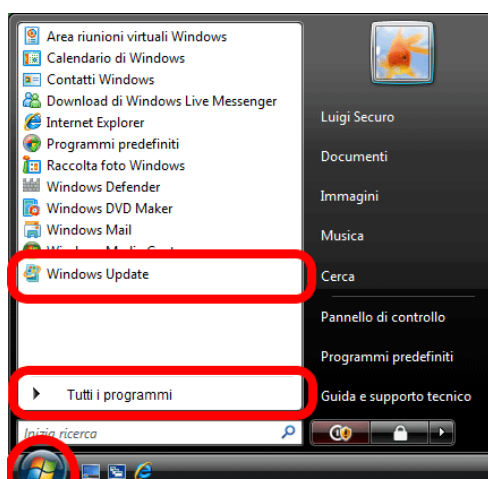 Area riunioni virtuali Windows
Calendario di Windows
Contatti Windows
Download di Windows Live Messenger
Internet Explorer
Programmi predefiniti
Raccolta foto Windows
Windows Defender
Windows DVD Maker
Windows Mail
Windows Update
Tutti i programmi
Inizia ricerca
Luigi Securo
Documenti
Immagini
Musica
Cerca
Pannello di controllo
Programmi predefiniti
Guida e supporto tecnico